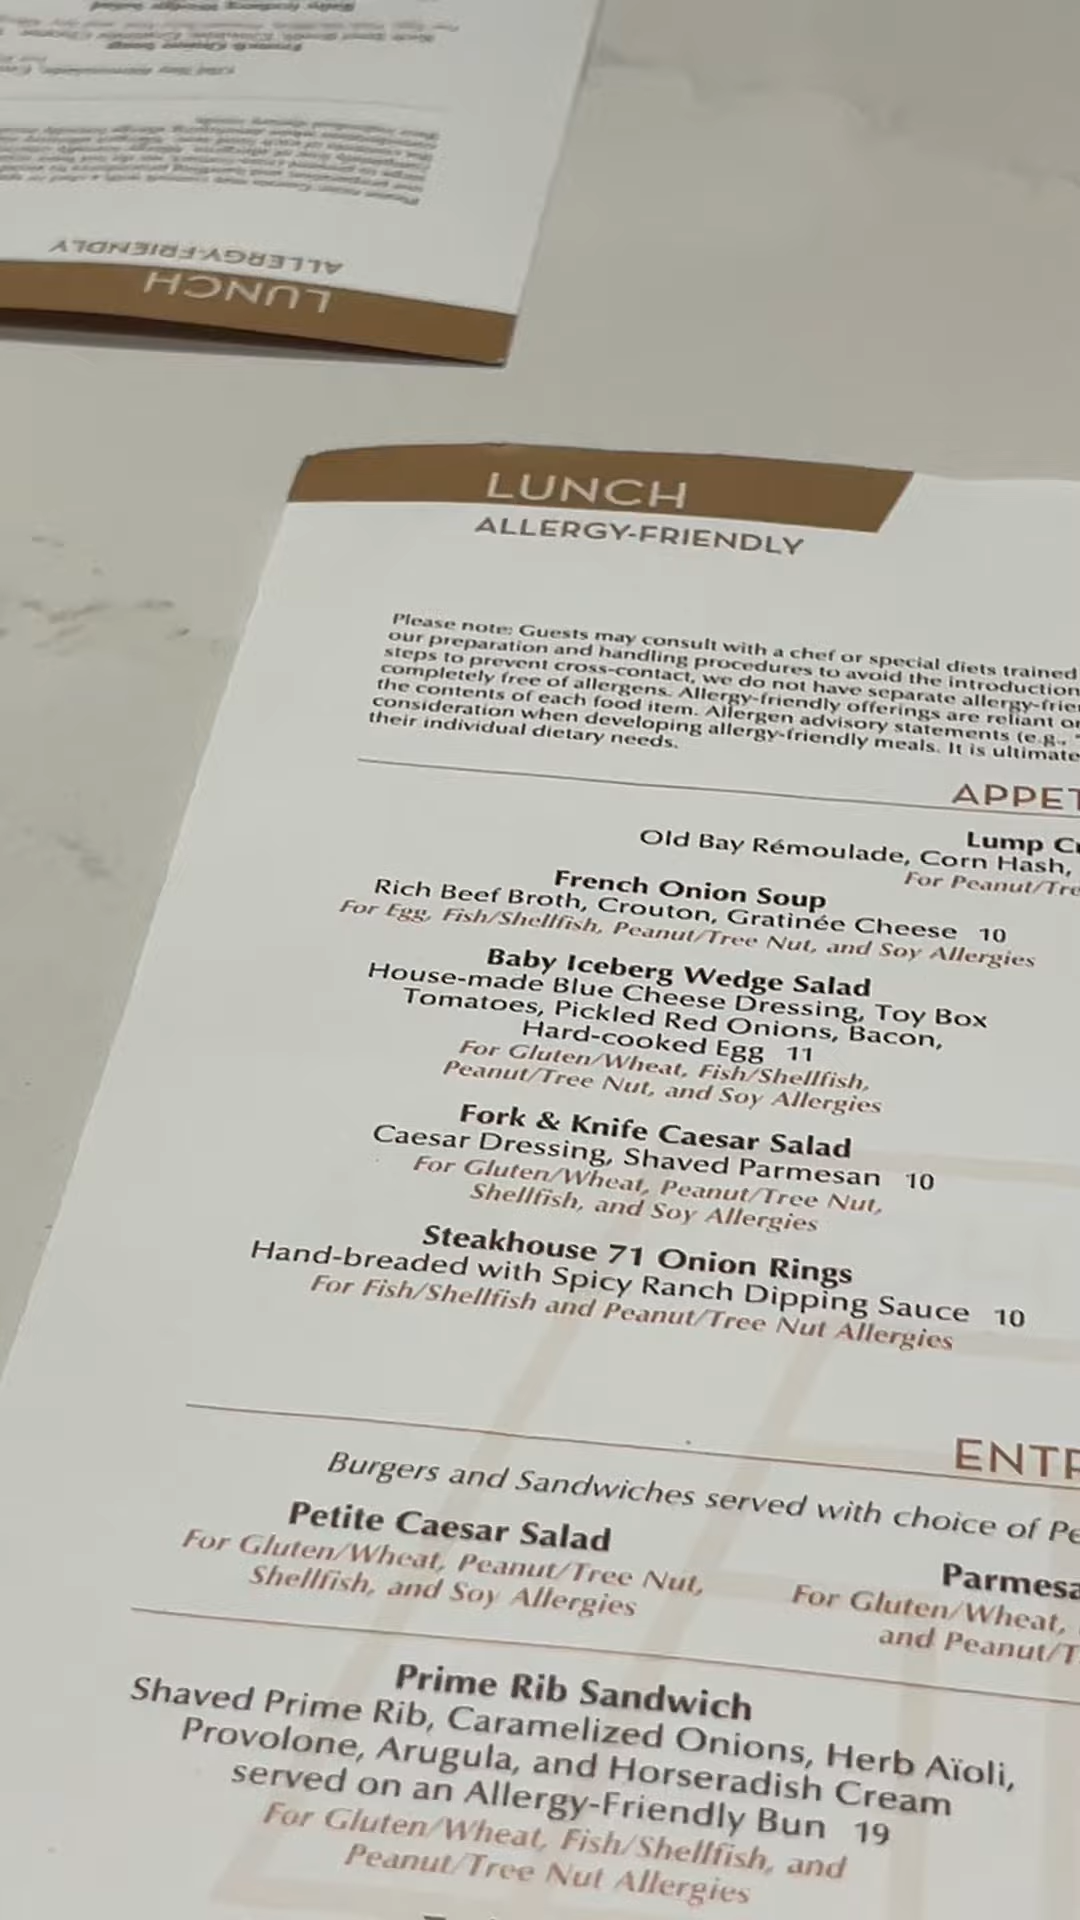 ALLERGY-FRIENDLY
LUNCH
LUNCH
ALLERGY-FRIENDLY
Please note: Guests may consult with a chef or special diets trained
our preparation and handling procedures to avoid the introduction
steps to prevent cross-contact, we do not have separate allergy-frie
completely free of allergens. Allergy-friendly offerings are reliant o
the contents of each food item. Allergen advisory statements (e.g., "
consideration when developing allergy-friendly meals. It is ultimate
their individual dietary needs.
APPET
Lump C
Old Bay Rémoulade, Corn Hash,
For Peanut/Tre
French Onion Soup
Rich Beef Broth, Crouton, Gratinée Cheese 10
For Egg, Fish/Shellfish, Peanut/Tree Nut, and Soy Allergies
Baby Iceberg Wedge Salad
House-made Blue Cheese Dressing, Toy Box
Tomatoes, Pickled Red Onions, Bacon,
Hard-cooked Egg 11
For Gluten/Wheat, Fish/Shellfish,
Peanut/Tree Nut, and Soy Allergies
Fork & Knife Caesar Salad
Caesar Dressing, Shaved Parmesan 10
For Gluten/Wheat, Peanut/Tree Nut,
Shellfish, and Soy Allergies
Steakhouse 71 Onion Rings
Hand-breaded with Spicy Ranch Dipping Sauce 10
For Fish/Shellfish and Peanut/Tree Nut Allergies
ENTR
Burgers and Sandwiches served with choice of Pe
Petite Caesar Salad
For Gluten/Wheat, Peanut/Tree Nut,
Shellfish, and Soy Allergies
Parmesa
For Gluten/Wheat,
and Peanut/T
Prime Rib Sandwich
Shaved Prime Rib, Caramelized Onions, Herb Aïoli,
Provolone, Arugula, and Horseradish Cream
served on an Allergy-Friendly Bun 19
For Gluten/Wheat, Fish/Shellfish, and
Peanut/Tree Nut Allergies